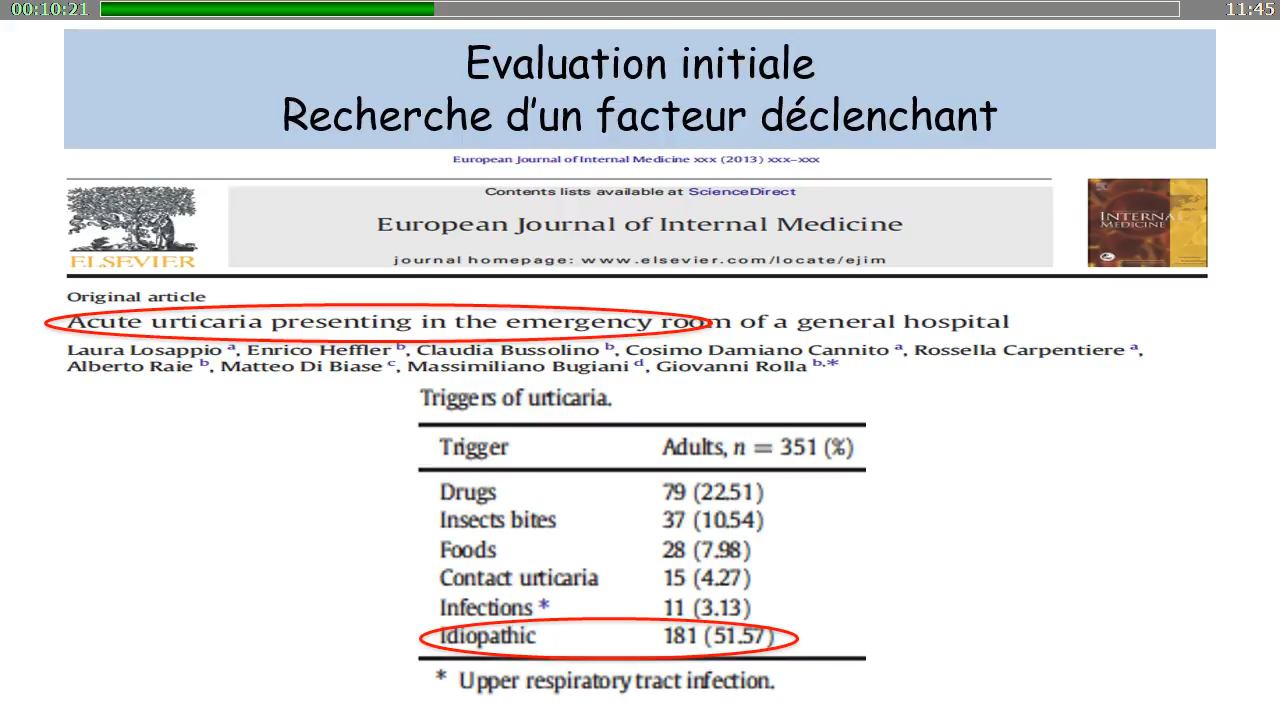 00:10:21 11:45
Evaluation initiale
Recherche d'un facteur déclenchant
European Journal of Internal Medicine xxx (2013) xxx–xxx
Contents lists available at ScienceDirect
European Journal of Internal Medicine
journal homepage: www.elsevier.com/locate/ejim
ELSEVIER
INTERNAL
MEDICINE
Original article
Acute urticaria presenting in the emergency room of a general hospital
Laura Losappio a, Enrico Heffler b, Claudia Bussolino b, Cosimo Damiano Cannito a, Rossella Carpentiere a,
Alberto Raie b, Matteo Di Biase c, Massimiliano Bugiani d, Giovanni Rolla b,*
Triggers of urticaria.
Trigger Adults, n = 351 (%)
Drugs 79 (22.51)
Insects bites 37 (10.54)
Foods 28 (7.98)
Contact urticaria 15 (4.27)
Infections * 11 (3.13)
Idiopathic 181 (51.57)
* Upper respiratory tract infection.